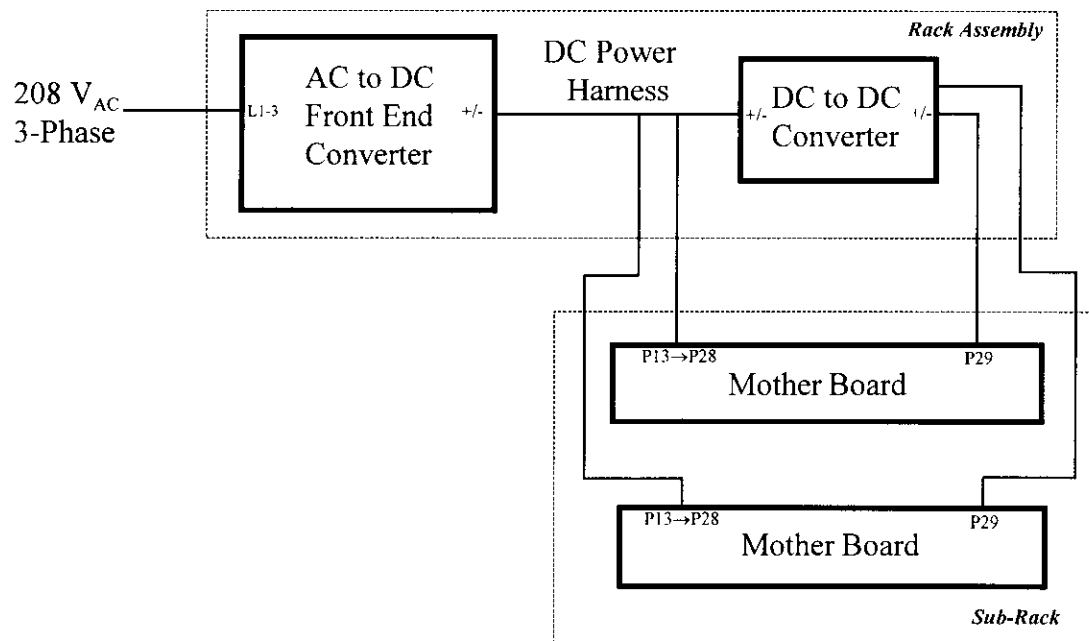 Rack Assembly
208 VAC
3-Phase
L1-3
AC to DC
Front End
Converter
+/-
DC Power
Harness
+/-
DC to DC
Converter
+/-
P13→P28
P29
Mother Board
P13→P28
P29
Mother Board
Sub-Rack